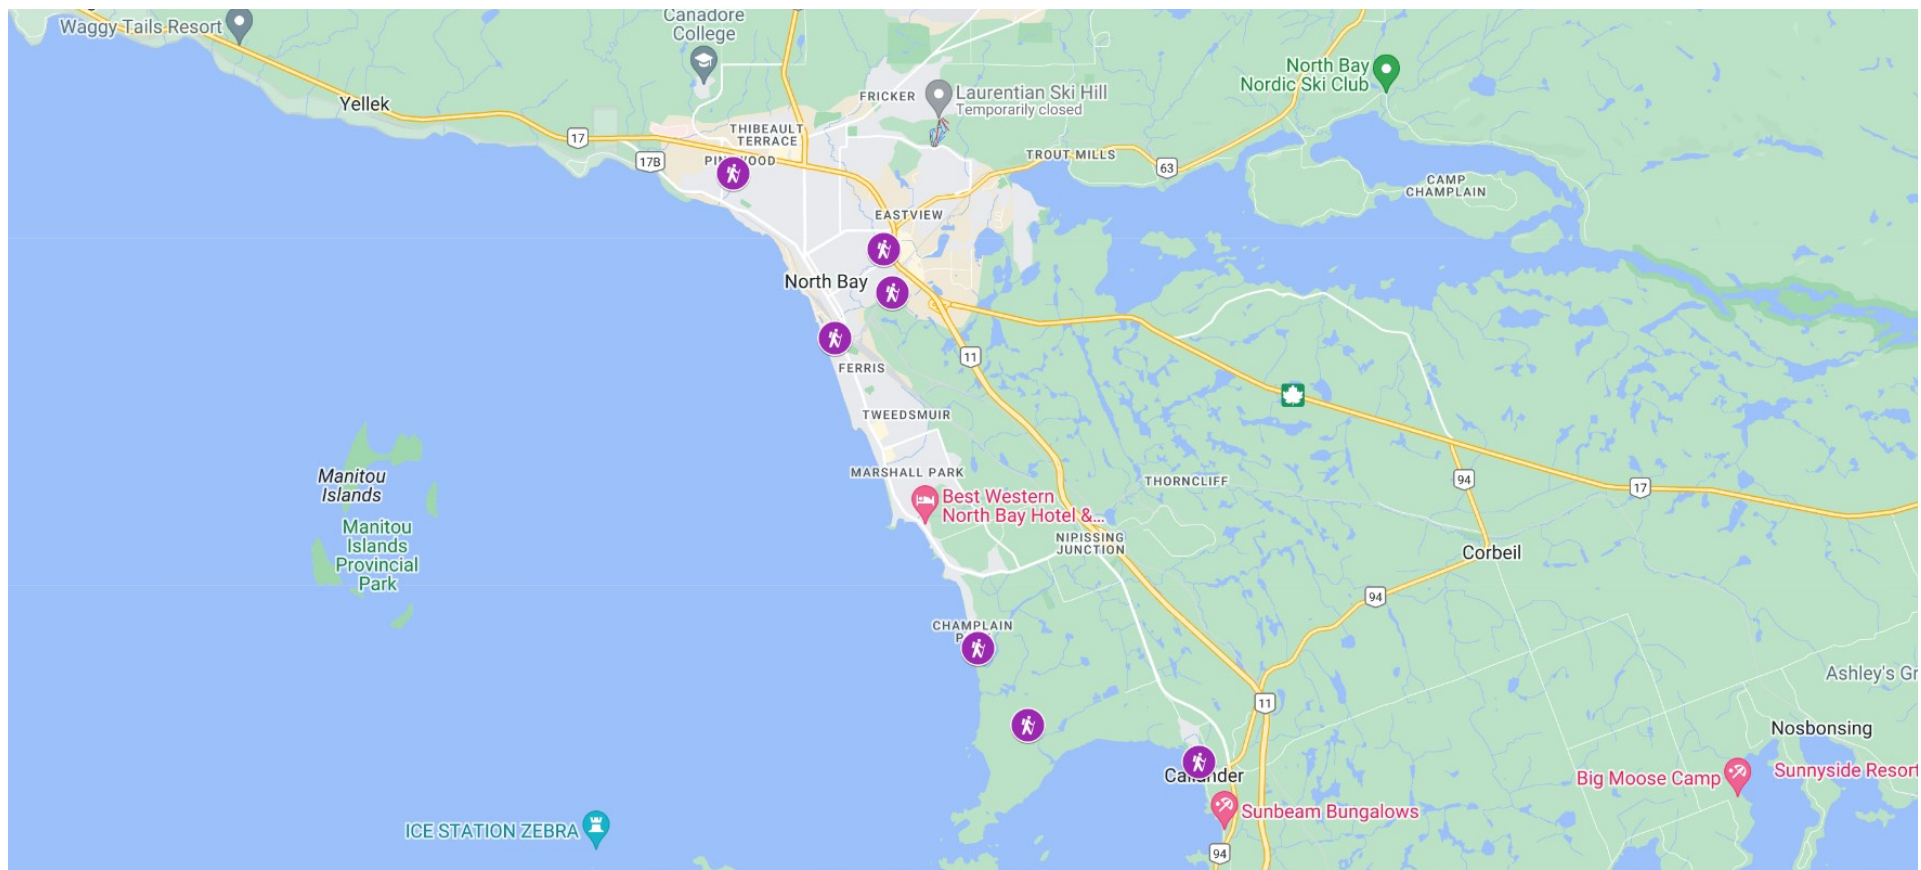 Waggy Tails Resort
Canadore
College
North Bay
Nordic Ski Club
FRICKER
Laurentian Ski Hill
Temporarily closed
Yellek
THIBEAULT
TERRACE
17
17B
TROUT MILLS
63
CAMP
CHAMPLAIN
EASTVIEW
North Bay
11
FERRIS
TWEEDSMUIR
MARSHALL PARK
Manitou
Islands
THORNCLIFF
94
17
Best Western
North Bay Hotel &...
Manitou
Islands
Provincial
Park
NIPISSING
JUNCTION
Corbeil
94
CHAMPLAIN
Ashley's Gr
11
Nosbonsing
Big Moose Camp
Sunnyside Resort
Sunbeam Bungalows
ICE STATION ZEBRA
94